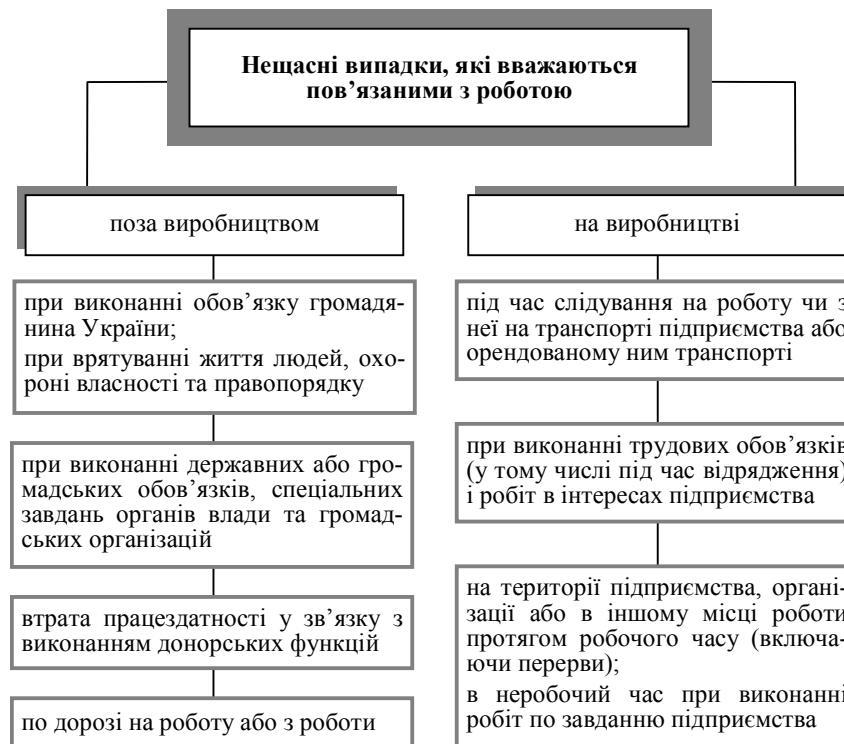 Нещасні випадки, які вважаються
пов’язаними з роботою
поза виробництвом
при виконанні обов’язку громадя-
нина України;
при врятуванні життя людей, охо-
роні власності та правопорядку
при виконанні державних або гро-
мадських обов’язків, спеціальних
завдань органів влади та громад-
ських організацій
втрата працездатності у зв’язку з
виконанням донорських функцій
по дорозі на роботу або з роботи
на виробництві
під час слідування на роботу чи з
неї на транспорті підприємства або
орендованому ним транспорті
при виконанні трудових обов’язків
(у тому числі під час відрядження)
і робіт в інтересах підприємства
на території підприємства, органі-
зації або в іншому місці роботи
протягом робочого часу (включа-
ючи перерви);
в неробочий час при виконанні
робіт по завданню підприємства